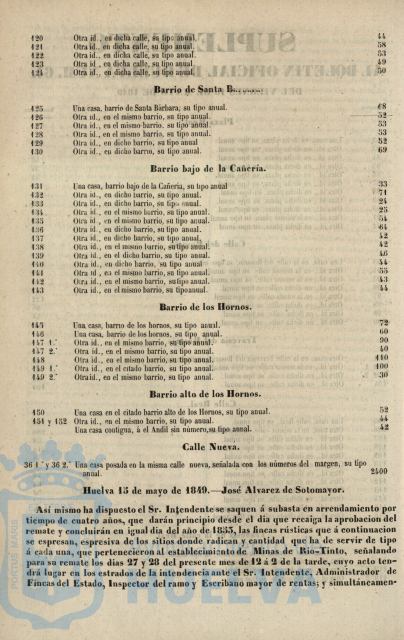 120 Otra id., en dicha calle, su tipo anual. 44
121 Otra id., en dicha calle, su tipo anual. 58
122 Otra id., en dicha calle, su tipo anual. 53
123 Otra id., en dicha calle, su tipo anual. 49
124 Otra id., en dicha calle, su tipo anual. 50
Barrio de Santa
125 Una casa, barrio de Santa Bárbara, su tipo anual. 68
126 Otra id., en el mismo barrio, su tipo anual. 52
127 Otra id., en el mismo barrio, su tipo anual. 53
128 Otra id., en el mismo barrio, su tipo anual. 53
129 Otra id., en dicho barrio, su tipo anual 52
130 Otra id., en dicho barrio, su tipo anual. 69
Barrio bajo de la Cañería.
131 Una casa, barrio bajo de la Cañeria, su tipo anual 33
132 Otra id., en dicho barrio, su tipo anual. 71
133 Otra id., en dicho barrio, su tipo anual. 24
134 Otra id., en el mismo barrio, su tipo anual. 25
135 Otra id., en el mismo barrio, su tipo anual. 54
136 Otra id., en dicho barrio, su tipo anual. 64
137 Otra id., en dicho barrio, su tipo anual. 42
138 Otra id., en el mismo barrio, su tipo anual. 42
139 Otra id., en el dicho barrio, su tipo anual. 46
140 Otra id., en dicho barrio, su tipo anual. 44
141 Otra id., en el mismo barrio, su tipo anual. 55
142 Otra id., en el mismo barrio, su tipo anual. 43
143 Otra id., en el mismo barrio, su tipo anual. 44
Barrio de los Hornos.
145 Una casa, barrio de los hornos, su tipo anual. 72
146 Una casa, barrio de los hornos, su tipo anual. 60
147 1.° Otra id., en el mismo barrio, su tipo anual. 90
147 2.° Otra id., en el mismo barrio, su tipo anual. 40
148 Otra id., en el mismo barrio, su tipo anual. 110
149 1.° Otra id., en el citado barrio, su tipo anual. 100
149 2.° Otra id., en el mismo barrio, su tipo anual. 30
Barrio alto de los Hornos.
150 Una casa en el citado barrio alto de los Hornos, su tipo anual. 52
151 y 152 Otra id., en el mismo barrio, su tipo anual. 44
Una casa contigua, á el Andil sin número, su tipo anual. 42
Calle Nueva.
36 1.° y 36 2.° Una casa posada en la misma calle nueva, señalada con los números del margen, su tipo
anual. 2400
Huelva 15 de mayo de 1849.—José Alvarez de Sotomayor.
Así mismo ha dispuesto el Sr. Intendente se saquen á subasta en arrendamiento por
tiempo de cuatro años, que darán principio desde el dia que recaiga la aprobacion del
remate y concluirán en igual dia del año de 1853, las fincas rústicas que á continuacion
se espresan, espresiva de los sitios donde radican y cantidad que ha de servir de tipo
á cada una, que pertenecieron al establecimiento de Minas de Rio-Tinto, señalando
para su remate los dias 27 y 28 del presente mes de 12 á 2 de la tarde, cuyo acto ten-
drá lugar en los estrados de la intendencia ante el Sr. Intendente, Administrador de
Fincas del Estado, Inspector del ramo y Escribano mayor de rentas; y simultáneamen-
HUELVA